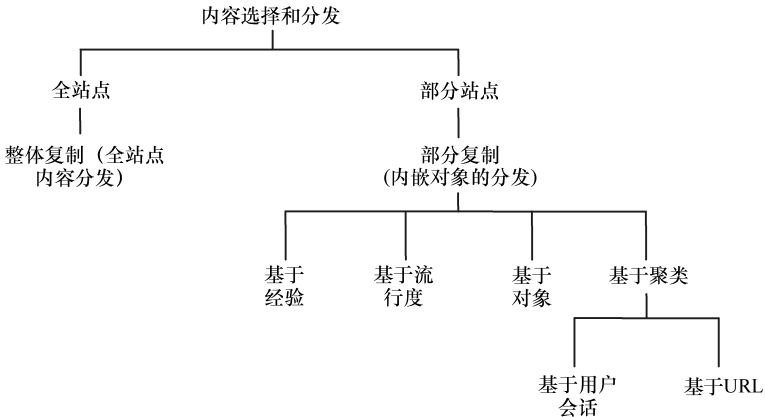 内容选择和分发
全站点
部分站点
整体复制（全站点
内容分发）
部分复制
(内嵌对象的分发)
基于
经验
基于流
行度
基于
对象
基于聚类
基于用户
会话
基于URL